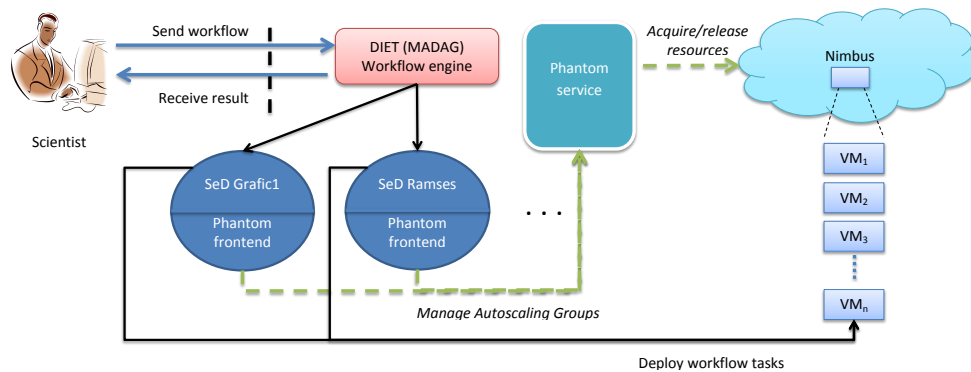 Send workflow
Receive result
Scientist
DIET (MADAG)
Workflow engine
Phantom
service
Acquire/release
resources
Nimbus
VM1
VM2
VM3
VMn
SeD Grafic1
Phantom
frontend
SeD Ramses
Phantom
frontend
. . .
Manage Autoscaling Groups
Deploy workflow tasks